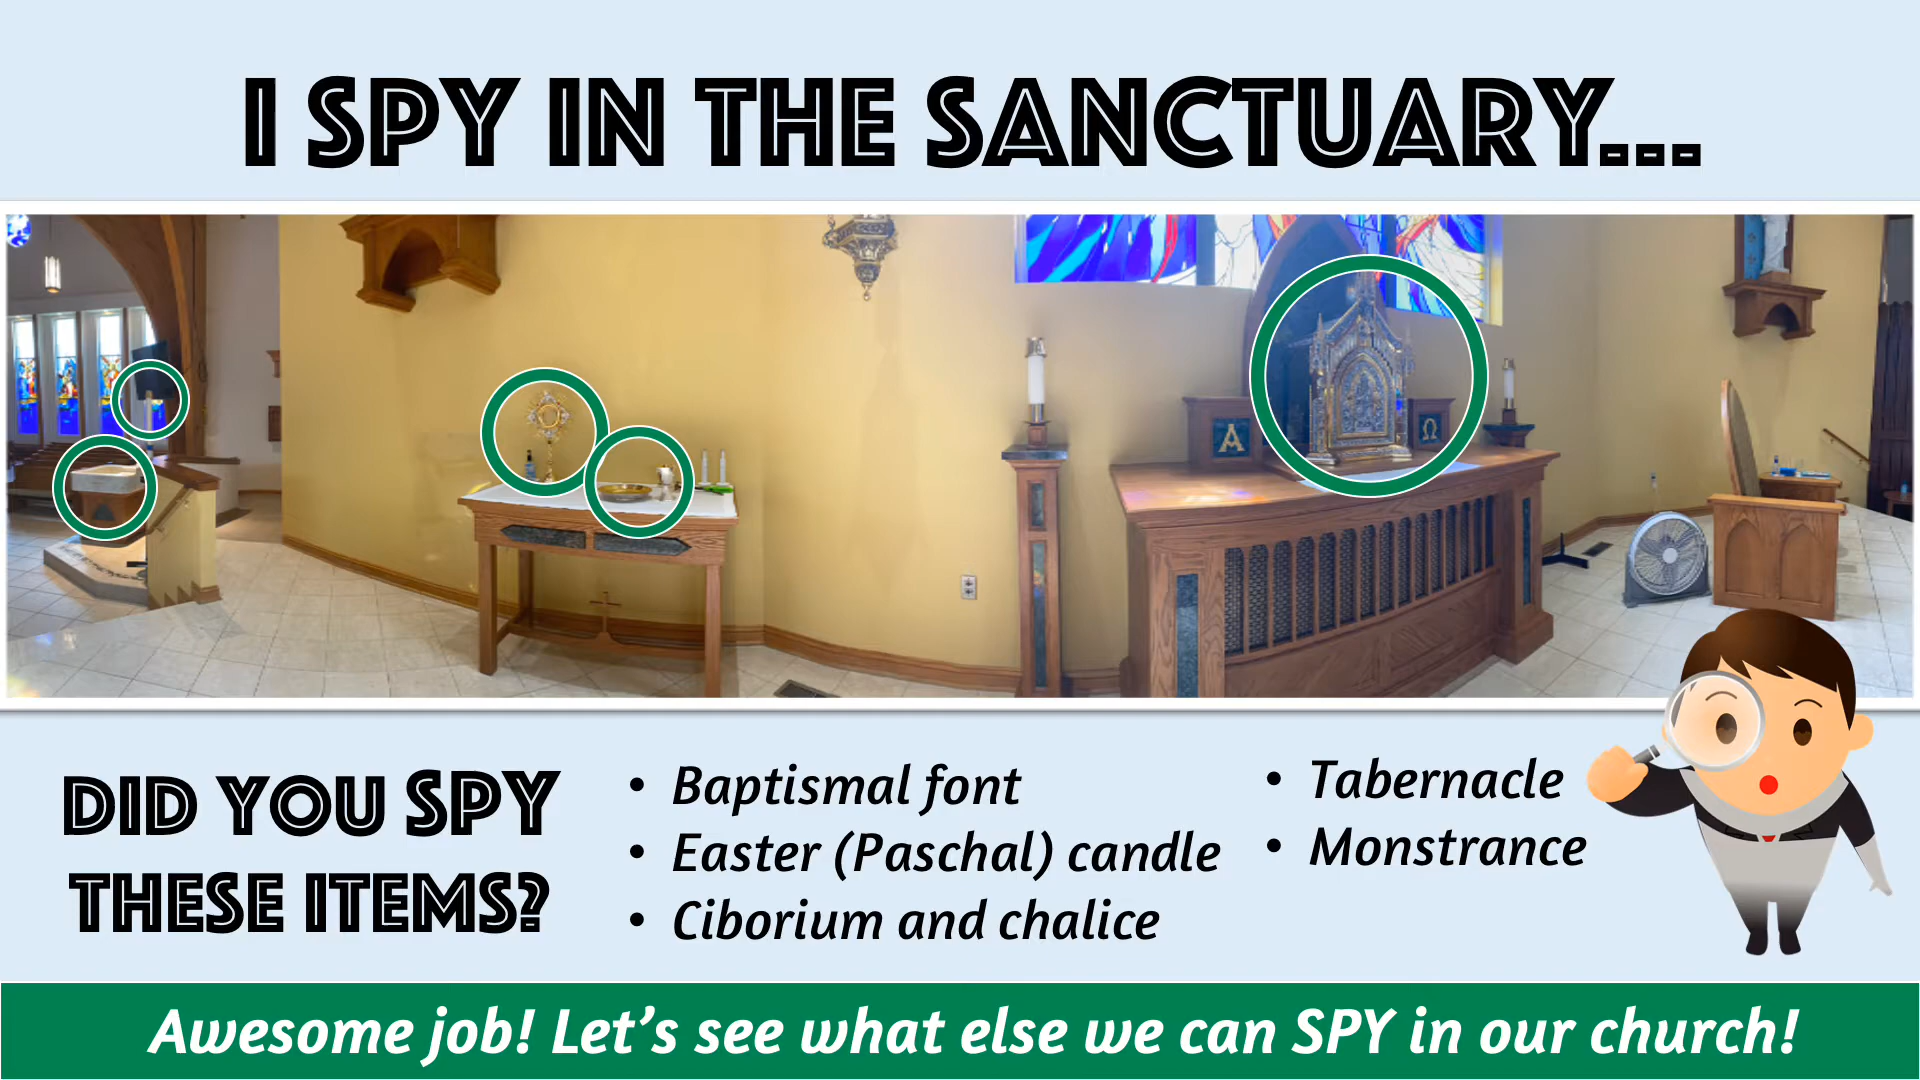 I SPY IN THE SANCTUARY...
Α
Ω
DID YOU SPY
THESE ITEMS?
• Baptismal font
• Easter (Paschal) candle
• Ciborium and chalice
• Tabernacle
• Monstrance
Awesome job! Let’s see what else we can SPY in our church!